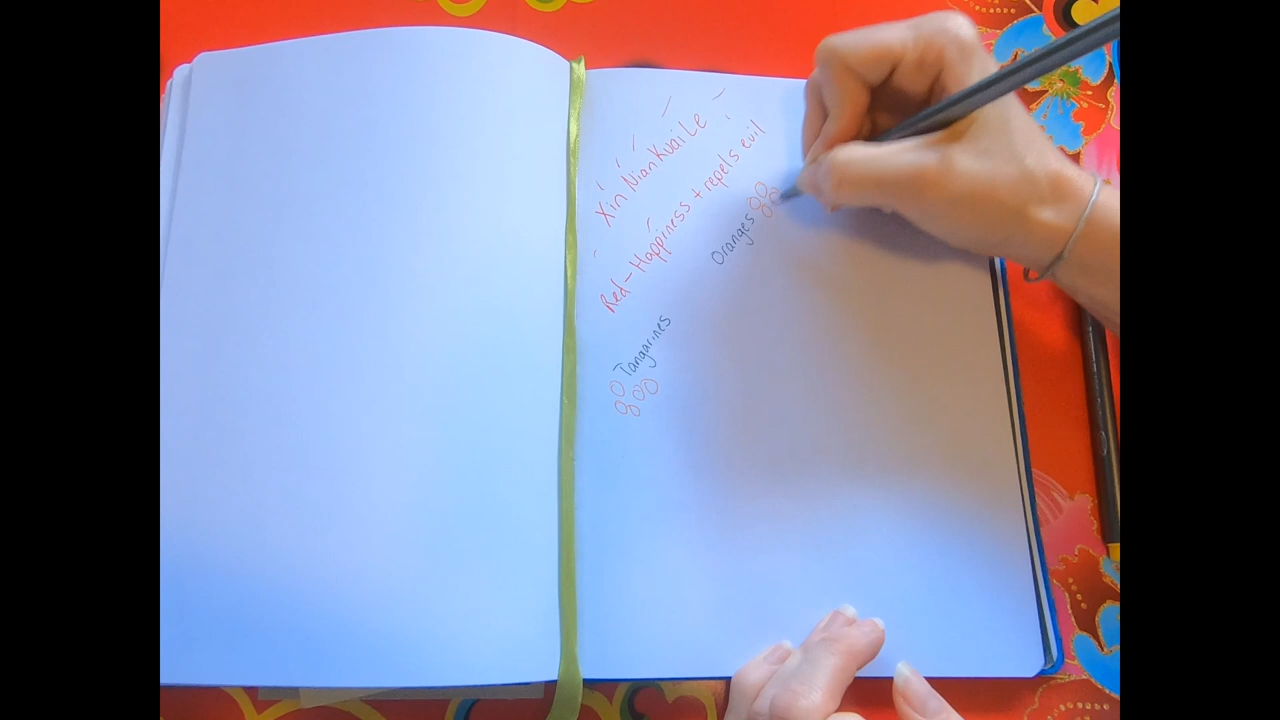 Xin Nian Kuai Le
Red - Happiness + repels evil
Oranges
Tangarines